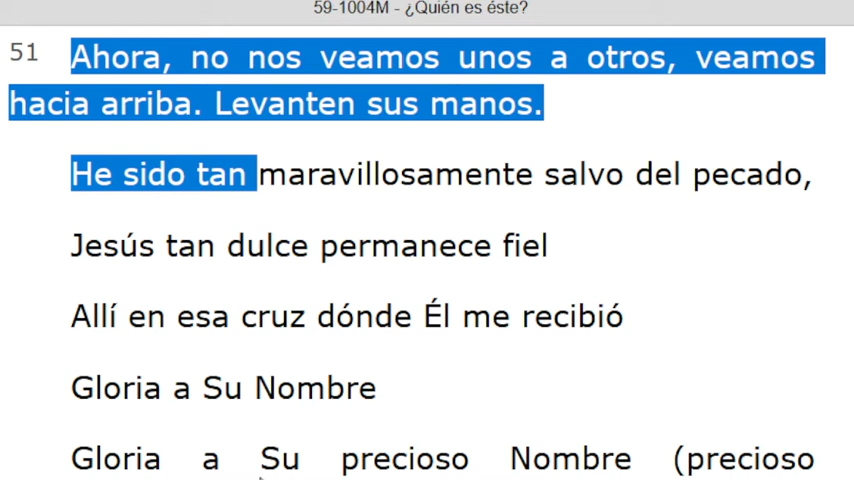 59-1004M - ¿Quién es éste?
51 Ahora, no nos veamos unos a otros, veamos
hacia arriba. Levanten sus manos.
He sido tan maravillosamente salvo del pecado,
Jesús tan dulce permanece fiel
Allí en esa cruz dónde Él me recibió
Gloria a Su Nombre
Gloria a Su precioso Nombre (precioso